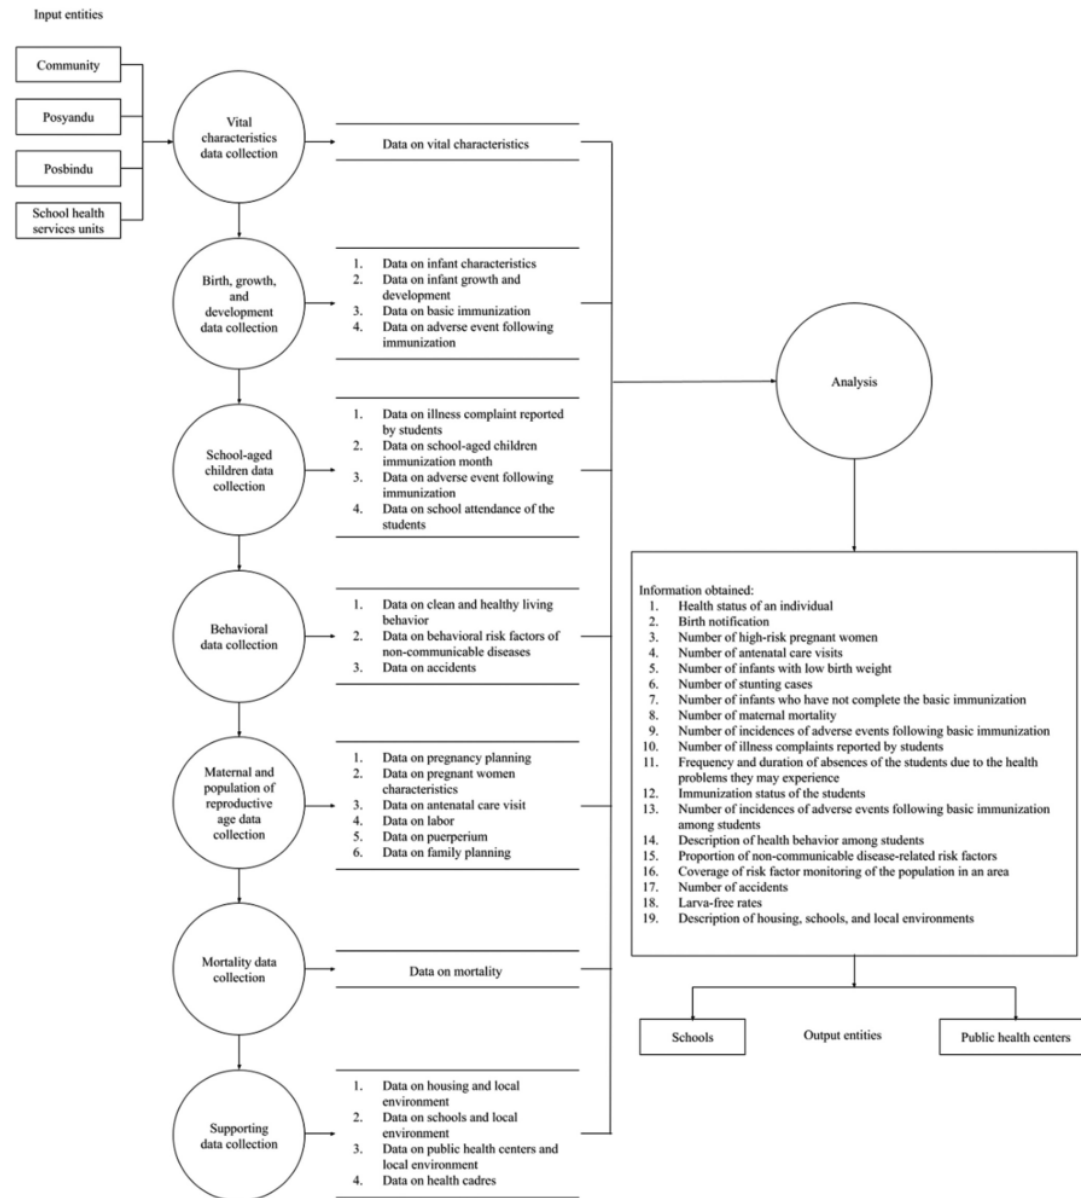 Input entities
Community
Posyandu
Posbindu
School health
services units
Vital
characteristics
data collection
Data on vital characteristics
Birth, growth,
and
development
data collection
1. Data on infant characteristics
2. Data on infant growth and
development
3. Data on basic immunization
4. Data on adverse event following
immunization
School-aged
children data
collection
1. Data on illness complaint reported
by students
2. Data on school-aged children
immunization month
3. Data on adverse event following
immunization
4. Data on school attendance of the
students
Behavioral
data collection
1. Data on clean and healthy living
behavior
2. Data on behavioral risk factors of
non-communicable diseases
3. Data on accidents
Maternal and
population of
reproductive
age data
collection
1. Data on pregnancy planning
2. Data on pregnant women
characteristics
3. Data on antenatal care visit
4. Data on labor
5. Data on puerperium
6. Data on family planning
Mortality data
collection
Data on mortality
Supporting
data collection
1. Data on housing and local
environment
2. Data on schools and local
environment
3. Data on public health centers and
local environment
4. Data on health cadres
Analysis
Information obtained:
1. Health status of an individual
2. Birth notification
3. Number of high-risk pregnant women
4. Number of antenatal care visits
5. Number of infants with low birth weight
6. Number of stunting cases
7. Number of infants who have not complete the basic immunization
8. Number of maternal mortality
9. Number of incidences of adverse events following basic immunization
10. Number of illness complaints reported by students
11. Frequency and duration of absences of the students due to the health
problems they may experience
12. Immunization status of the students
13. Number of incidences of adverse events following basic immunization
among students
14. Description of health behavior among students
15. Proportion of non-communicable disease-related risk factors
16. Coverage of risk factor monitoring of the population in an area
17. Number of accidents
18. Larva-free rates
19. Description of housing, schools, and local environments
Schools
Output entities
Public health centers